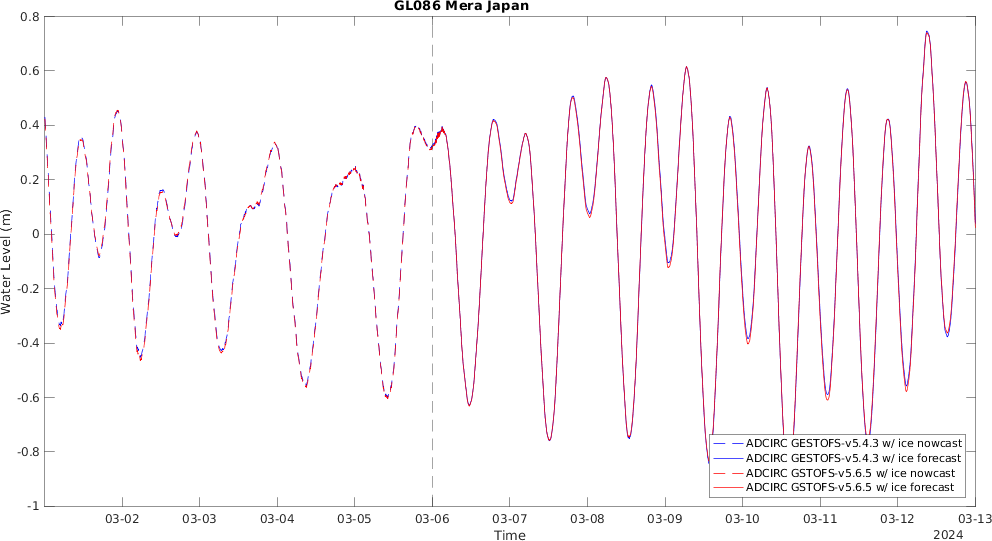 GL086 Mera Japan
0.8
0.6
0.4
0.2
0
-0.2
-0.4
-0.6
-0.8
-1
Water Level (m)
ADCIRC GESTOFS-v5.4.3 w/ ice nowcast
ADCIRC GESTOFS-v5.4.3 w/ ice forecast
ADCIRC GSTOFS-v5.6.5 w/ ice nowcast
ADCIRC GSTOFS-v5.6.5 w/ ice forecast
03-02 03-03 03-04 03-05 03-06 03-07 03-08 03-09 03-10 03-11 03-12 03-13
Time
2024